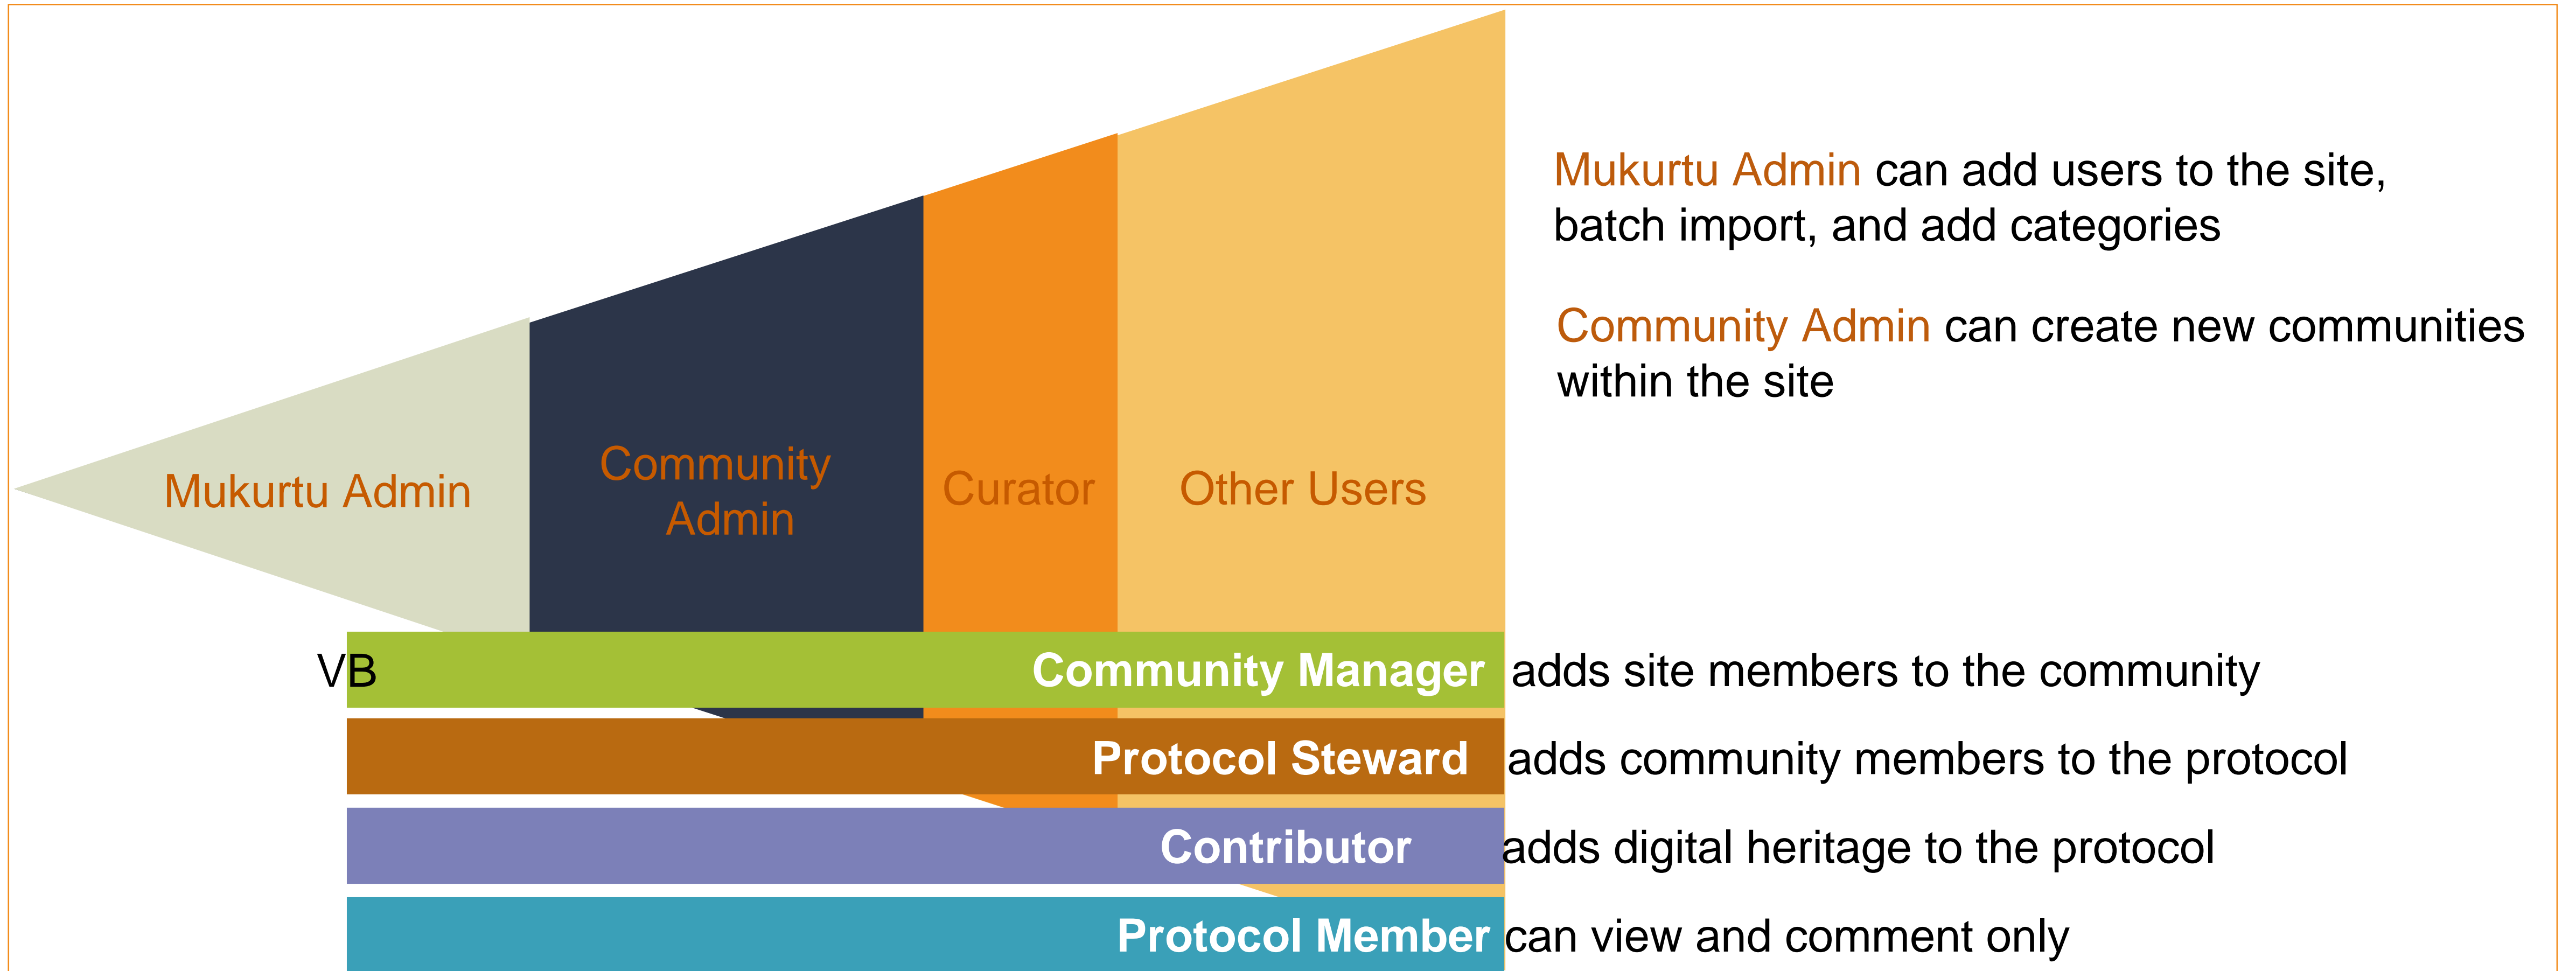 Mukurtu Admin can add users to the site,
batch import, and add categories
Community Admin can create new communities
within the site
Mukurtu Admin
Community
Admin
Curator
Other Users
VB
Community Manager adds site members to the community
Protocol Steward adds community members to the protocol
Contributor adds digital heritage to the protocol
Protocol Member can view and comment only